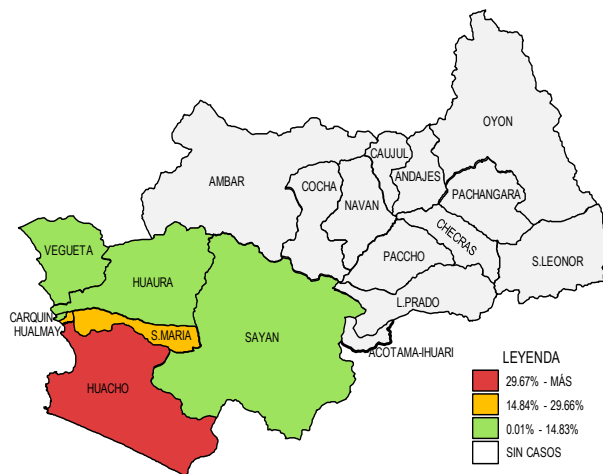 OYON
CAUJUL
ANDAJES
AMBAR
COCHA
NAVAN
PACHANGARA
CHECRAS
VEGUETA
PACCHO
S.LEONOR
HUAURA
L.PRADO
CARQUIN
HUALMAY
S.MARIA
SAYAN
ACOTAMA-IHUARI
HUACHO
LEYENDA
29.67% - MÁS
14.84% - 29.66%
0.01% - 14.83%
SIN CASOS